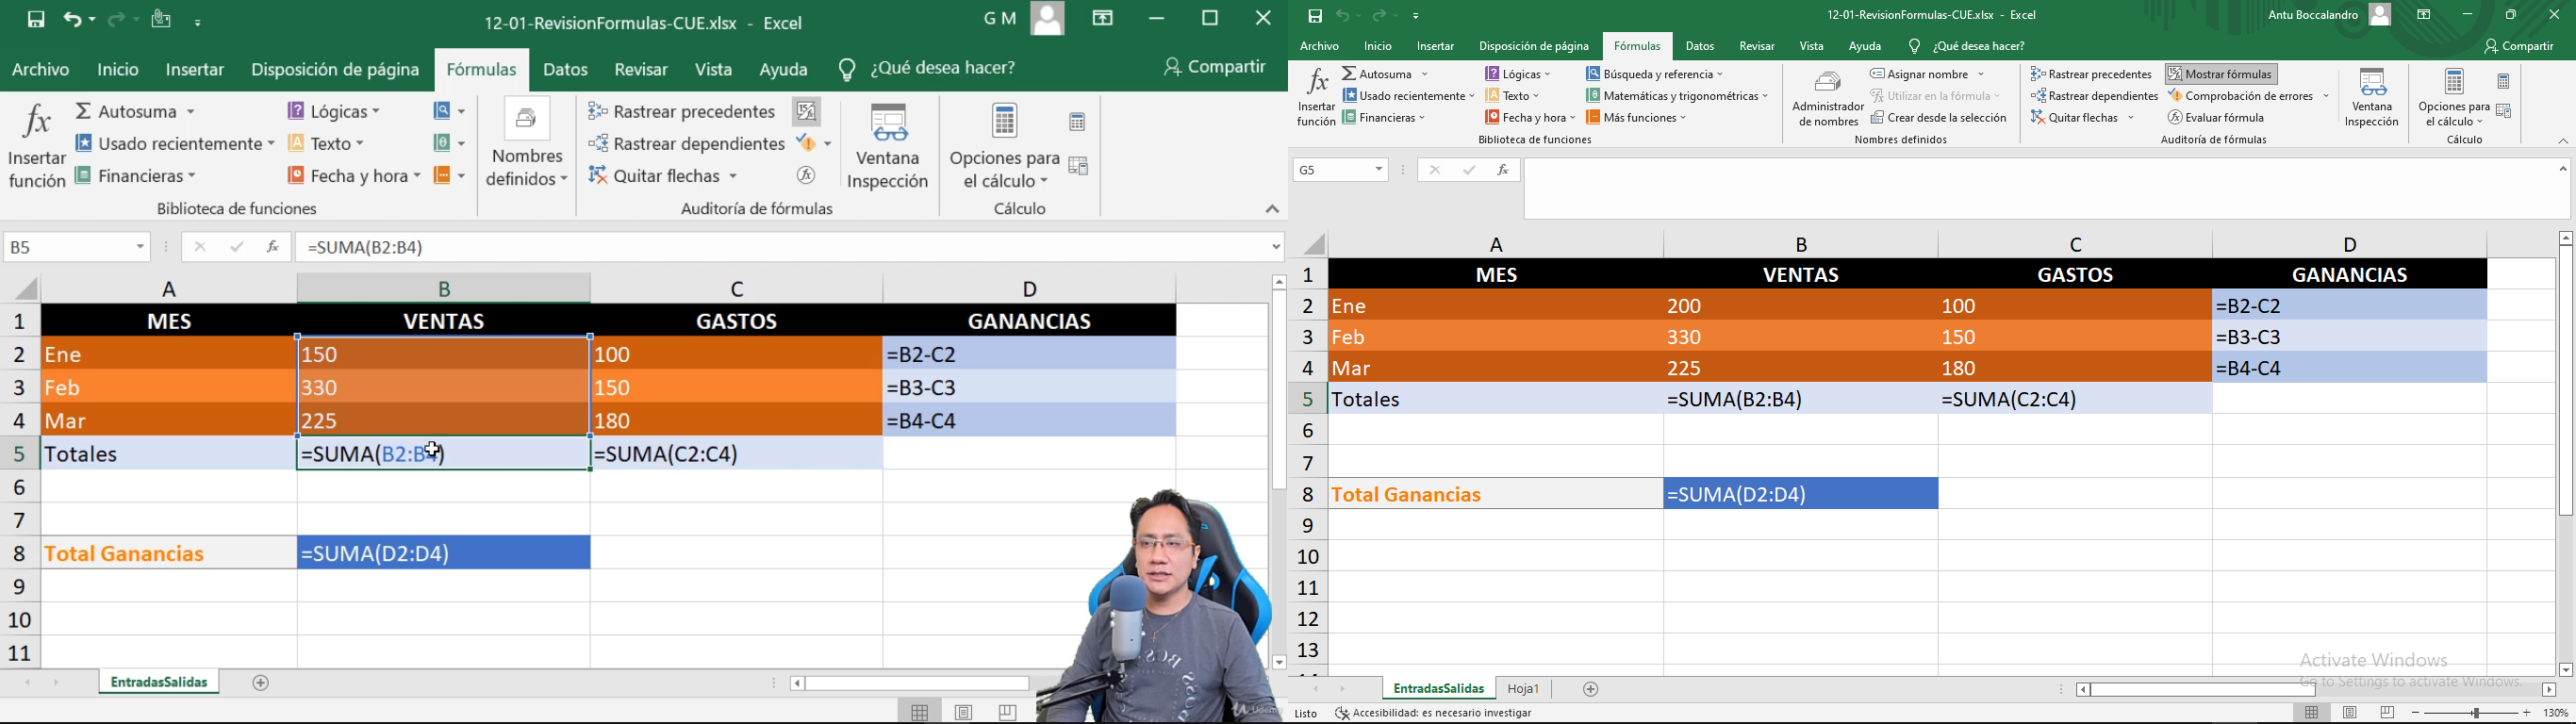 12-01-RevisionFormulas-CUE.xlsx - Excel
G M
Archivo Inicio Insertar Disposición de página Fórmulas Datos Revisar Vista Ayuda ¿Qué desea hacer? Compartir
fx Σ Autosuma Lógicas Rastrear precedentes
Usado recientemente Texto Rastrear dependientes
Insertar función Financieras Fecha y hora Nombres definidos Quitar flechas Ventana Inspección Opciones para el cálculo
Biblioteca de funciones Auditoría de fórmulas Cálculo
B5 fx =SUMA(B2:B4)
A B C D
1 MES VENTAS GASTOS GANANCIAS
2 Ene 150 100 =B2-C2
3 Feb 330 150 =B3-C3
4 Mar 225 180 =B4-C4
5 Totales =SUMA(B2:B4) =SUMA(C2:C4)
6
7
8 Total Ganancias =SUMA(D2:D4)
9
10
11
EntradasSalidas
Udemy
12-01-RevisionFormulas-CUE.xlsx - Excel
Antu Boccalandro
Archivo Inicio Insertar Disposición de página Fórmulas Datos Revisar Vista Ayuda ¿Qué desea hacer? Compartir
fx Σ Autosuma Lógicas Búsqueda y referencia Asignar nombre Rastrear precedentes Mostrar fórmulas
Usado recientemente Texto Matemáticas y trigonométricas Utilizar en la fórmula Rastrear dependientes Comprobación de errores
Insertar función Financieras Fecha y hora Más funciones Administrador de nombres Crear desde la selección Quitar flechas Evaluar fórmula Ventana Inspección Opciones para el cálculo
Biblioteca de funciones Nombres definidos Auditoría de fórmulas Cálculo
G5 fx
A B C D
1 MES VENTAS GASTOS GANANCIAS
2 Ene 200 100 =B2-C2
3 Feb 330 150 =B3-C3
4 Mar 225 180 =B4-C4
5 Totales =SUMA(B2:B4) =SUMA(C2:C4)
6
7
8 Total Ganancias =SUMA(D2:D4)
9
10
11
12
13
Activate Windows
Go to Settings to activate Windows.
EntradasSalidas Hoja1
Listo Accesibilidad: es necesario investigar 130%